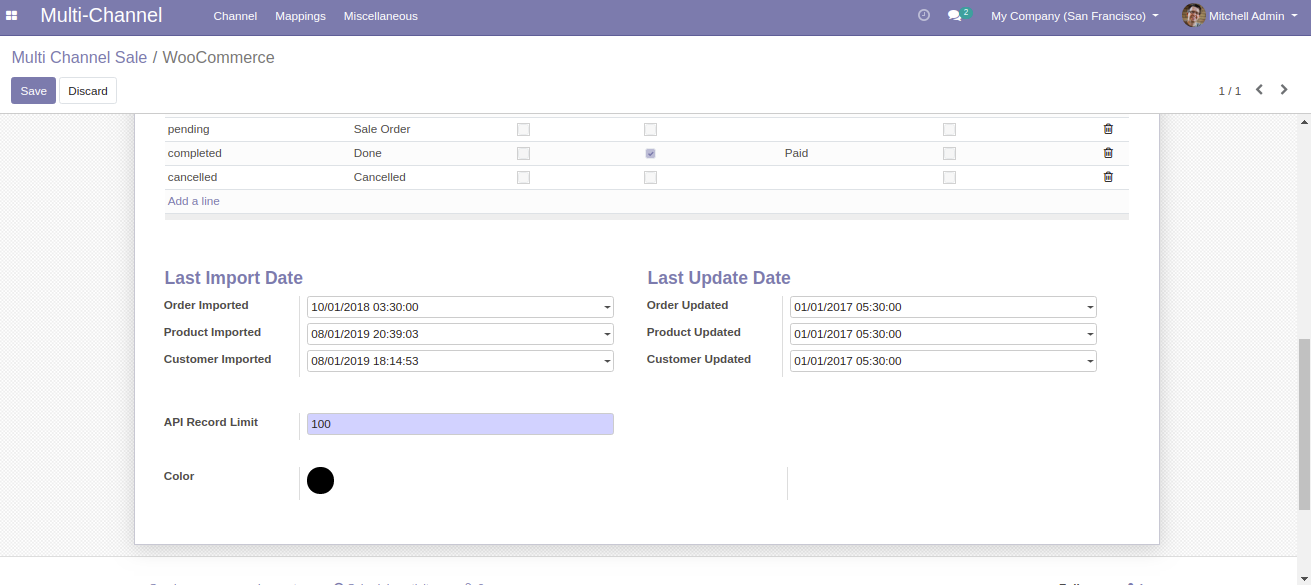 Multi-Channel Channel Mappings Miscellaneous 2 My Company (San Francisco) Mitchell Admin
Multi Channel Sale / WooCommerce
Save Discard 1 / 1
pending Sale Order
completed Done Paid
cancelled Cancelled
Add a line
Last Import Date Last Update Date
Order Imported 10/01/2018 03:30:00 Order Updated 01/01/2017 05:30:00
Product Imported 08/01/2019 20:39:03 Product Updated 01/01/2017 05:30:00
Customer Imported 08/01/2019 18:14:53 Customer Updated 01/01/2017 05:30:00
API Record Limit 100
Color